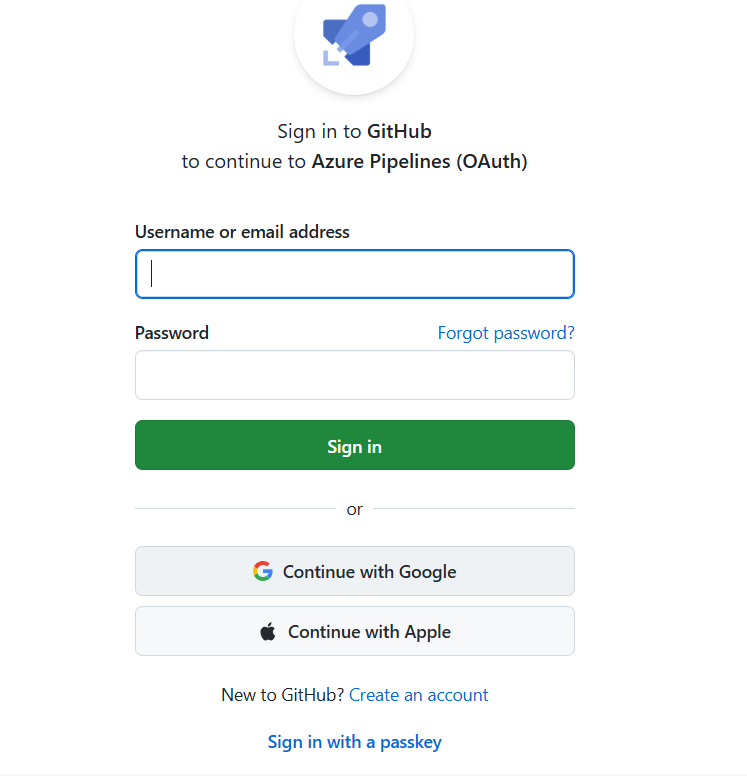 Sign in to GitHub
to continue to Azure Pipelines (OAuth)
Username or email address
Password
Forgot password?
Sign in
or
Continue with Google
Continue with Apple
New to GitHub? Create an account
Sign in with a passkey